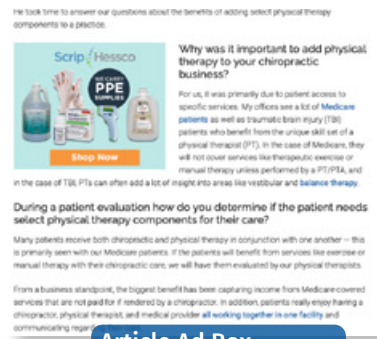 He took time to answer our questions about the benefits of adding select physical therapy
components to a practice.
Scrip Hessco
WE CARRY
PPE
SUPPLIES
Shop Now
Why was it important to add physical
therapy to your chiropractic
business?
For us, it was primarily due to patient access to
specific services. My offices see a lot of Medicare
patients as well as traumatic brain injury (TBI)
patients who benefit from the unique skill set of a
physical therapist (PT). In the case of Medicare, they
will not cover services like therapeutic exercise or
manual therapy unless performed by a PT/PTA, and
in the case of TBI, PTs can often add a lot of insight into areas like vestibular and balance therapy.
During a patient evaluation how do you determine if the patient needs
select physical therapy components for their care?
Many patients receive both chiropractic and physical therapy in conjunction with one another — this
is primarily seen with our Medicare patients. If the patients will benefit from services like exercise or
manual therapy with their chiropractic care, we will have them evaluated by our physical therapists.
From a business standpoint, the biggest benefit has been capturing income from Medicare-covered
services that are not paid for if rendered by a chiropractor. In addition, patients really enjoy having a
chiropractor, physical therapist, and medical provider all working together in one facility and
communicating regarding
Article Ad Box